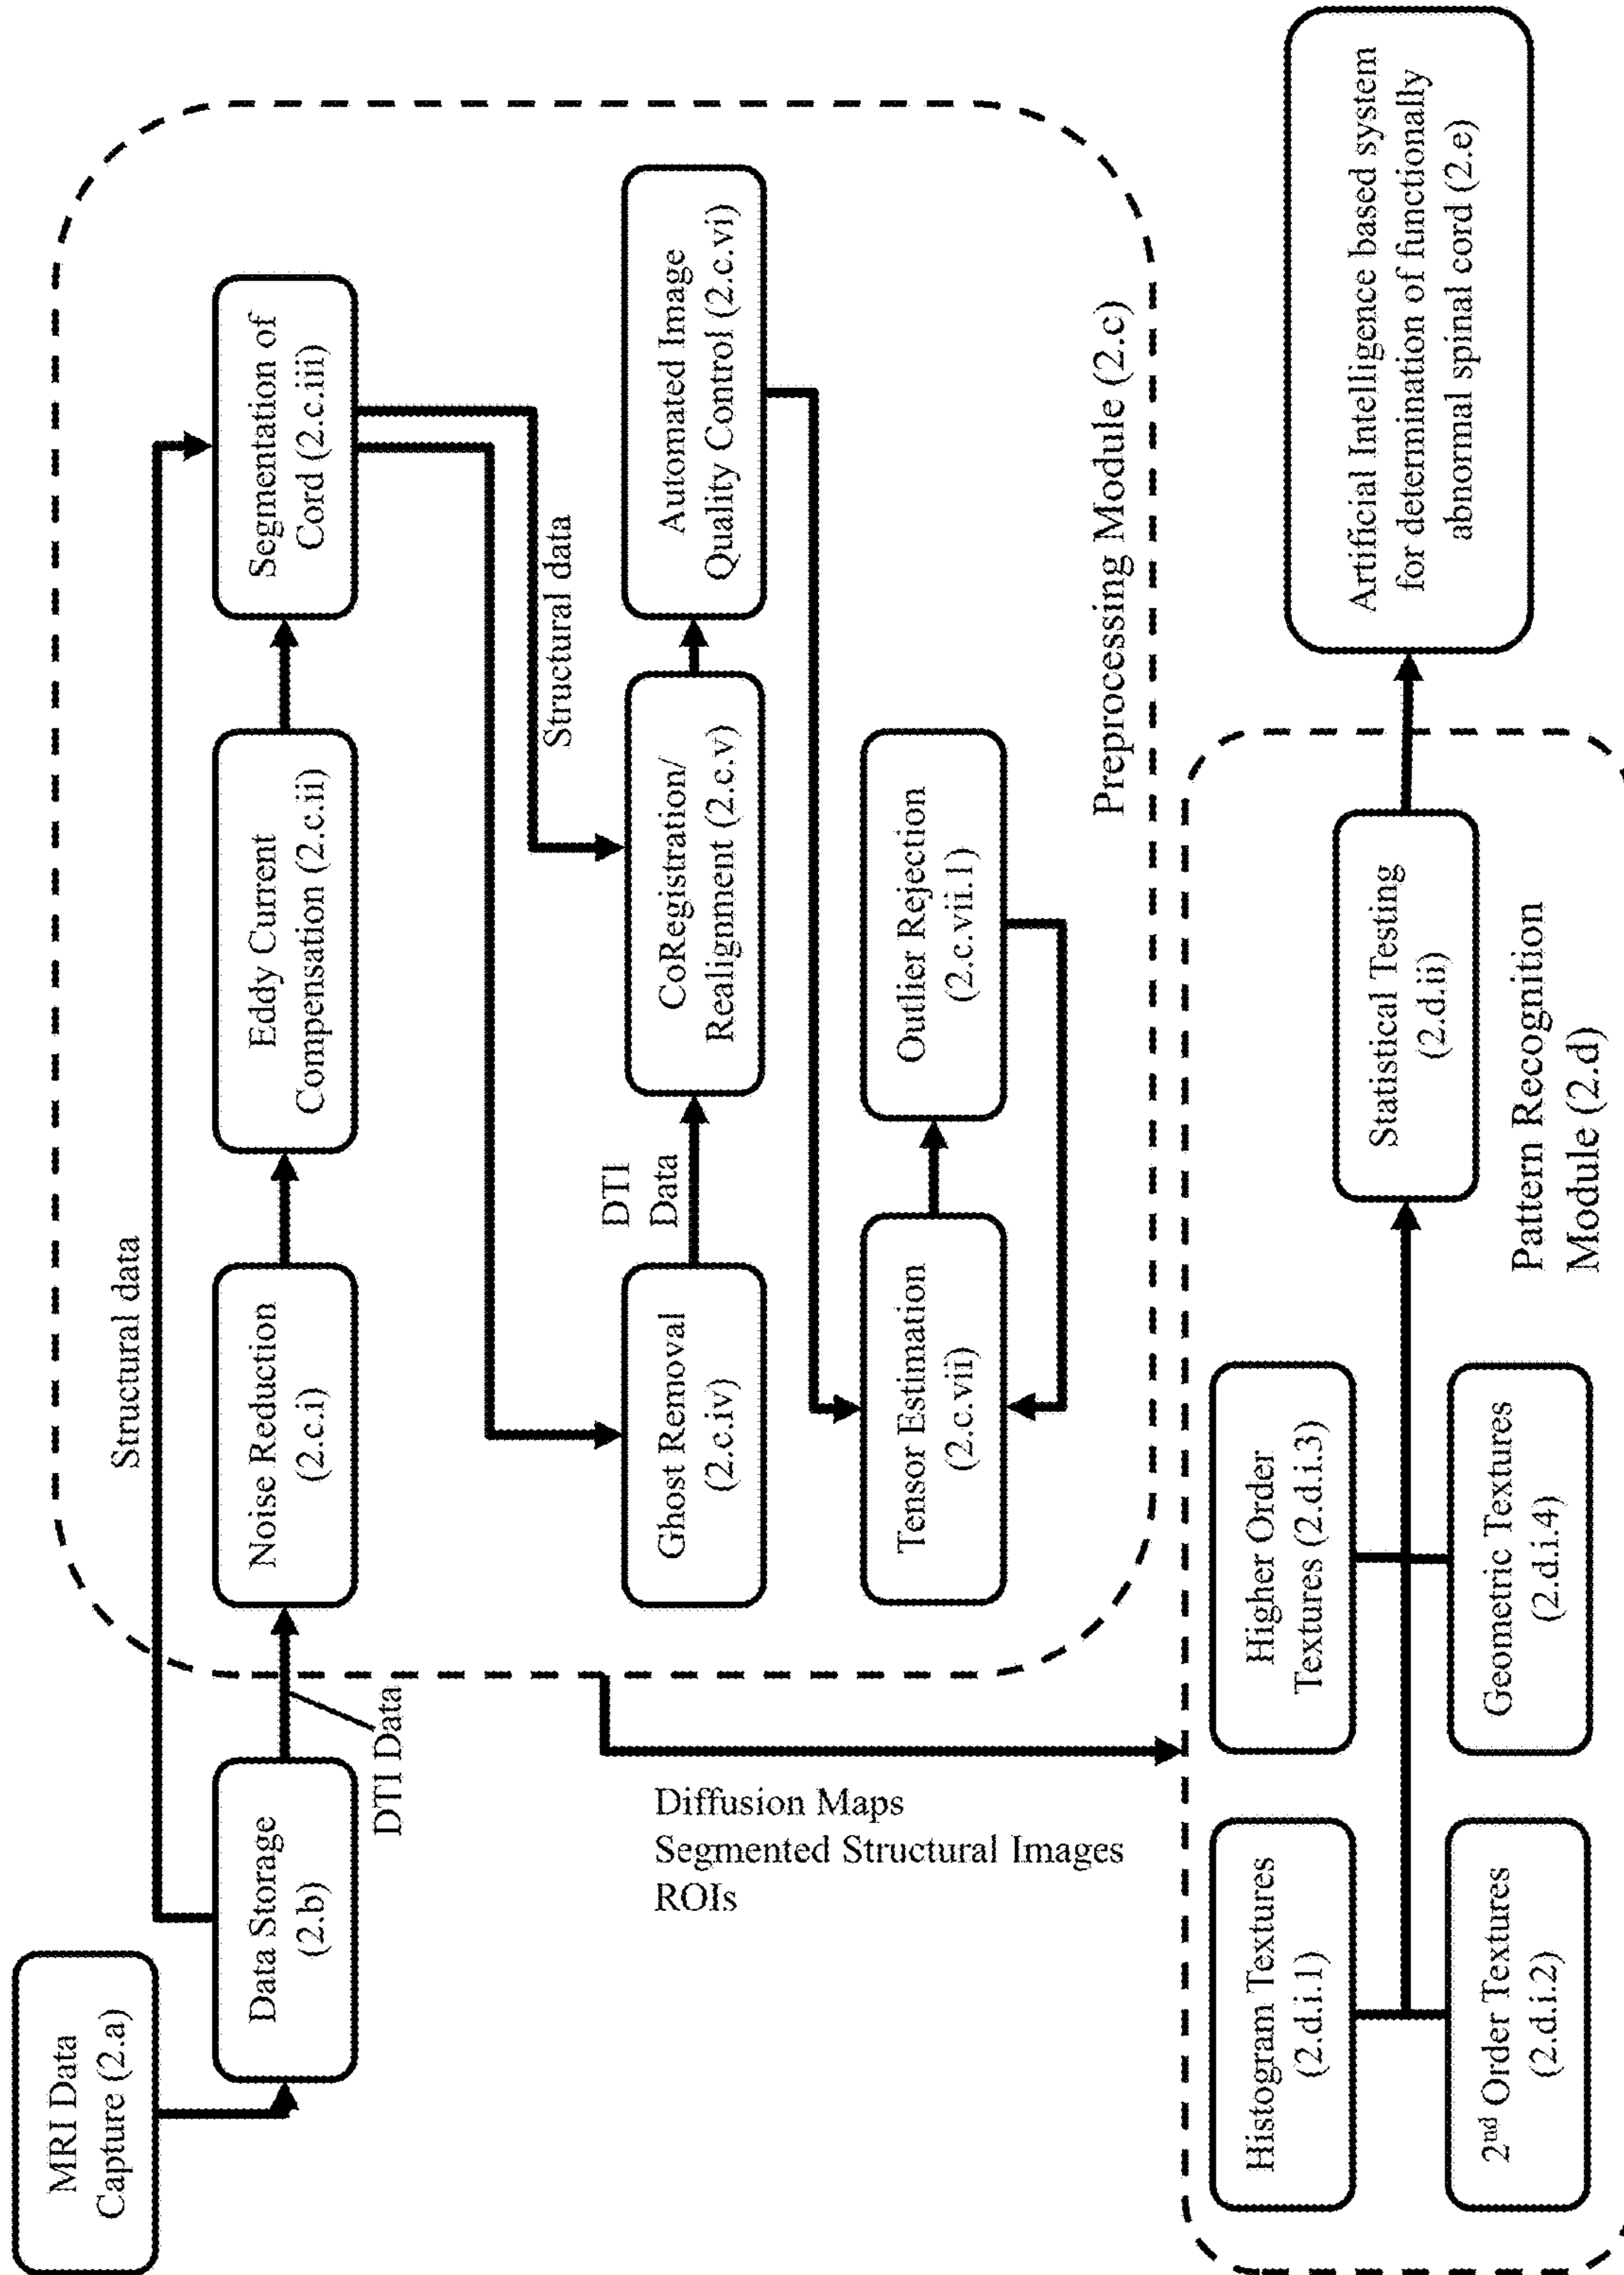 MRI Data
Capture (2.a)
Data Storage
(2.b)
Structural data
DTI Data
Noise Reduction
(2.c.i)
Eddy Current
Compensation (2.c.ii)
Segmentation of
Cord (2.c.iii)
Structural data
Ghost Removal
(2.c.iv)
DTI
Data
CoRegistration/
Realignment (2.c.v)
Automated Image
Quality Control (2.c.vi)
Tensor Estimation
(2.c.vii)
Outlier Rejection
(2.c.vii.1)
Preprocessing Module (2.c)
Diffusion Maps
Segmented Structural Images
ROIs
Histogram Textures
(2.d.i.1)
Higher Order
Textures (2.d.i.3)
2nd Order Textures
(2.d.i.2)
Geometric Textures
(2.d.i.4)
Statistical Testing
(2.d.ii)
Pattern Recognition
Module (2.d)
Artificial Intelligence based system
for determination of functionally
abnormal spinal cord (2.e)